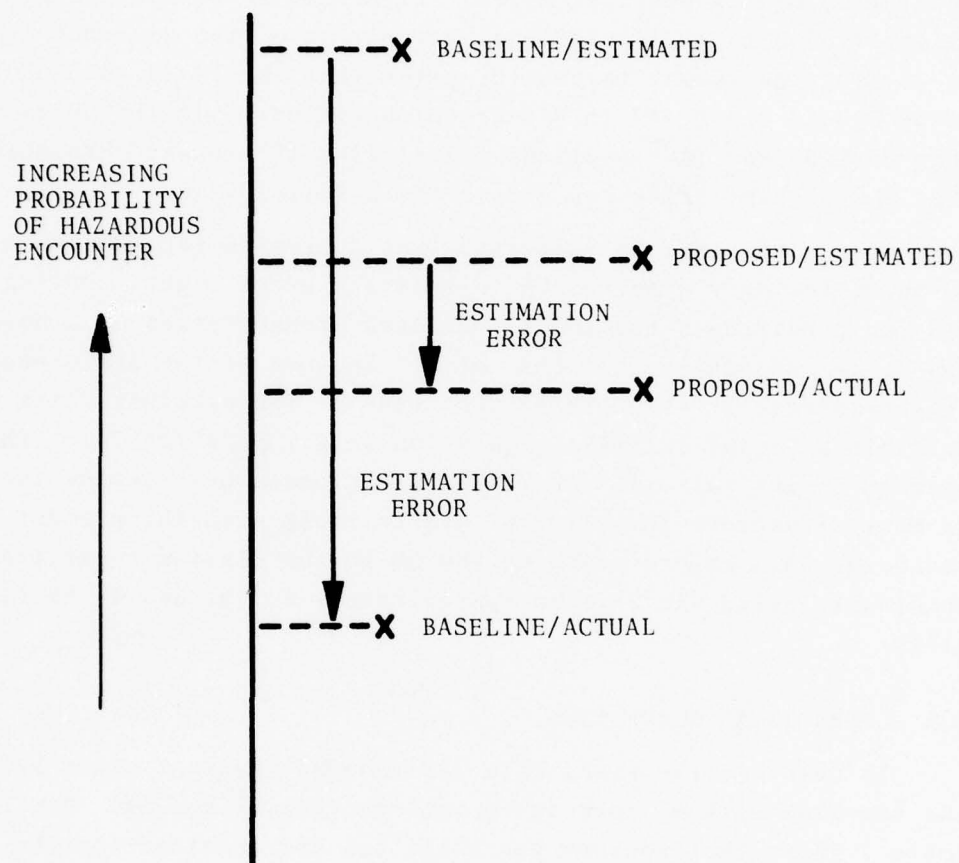 BASELINE/ESTIMATED
INCREASING
PROBABILITY
OF HAZARDOUS
ENCOUNTER
PROPOSED/ESTIMATED
ESTIMATION
ERROR
PROPOSED/ACTUAL
ESTIMATION
ERROR
BASELINE/ACTUAL